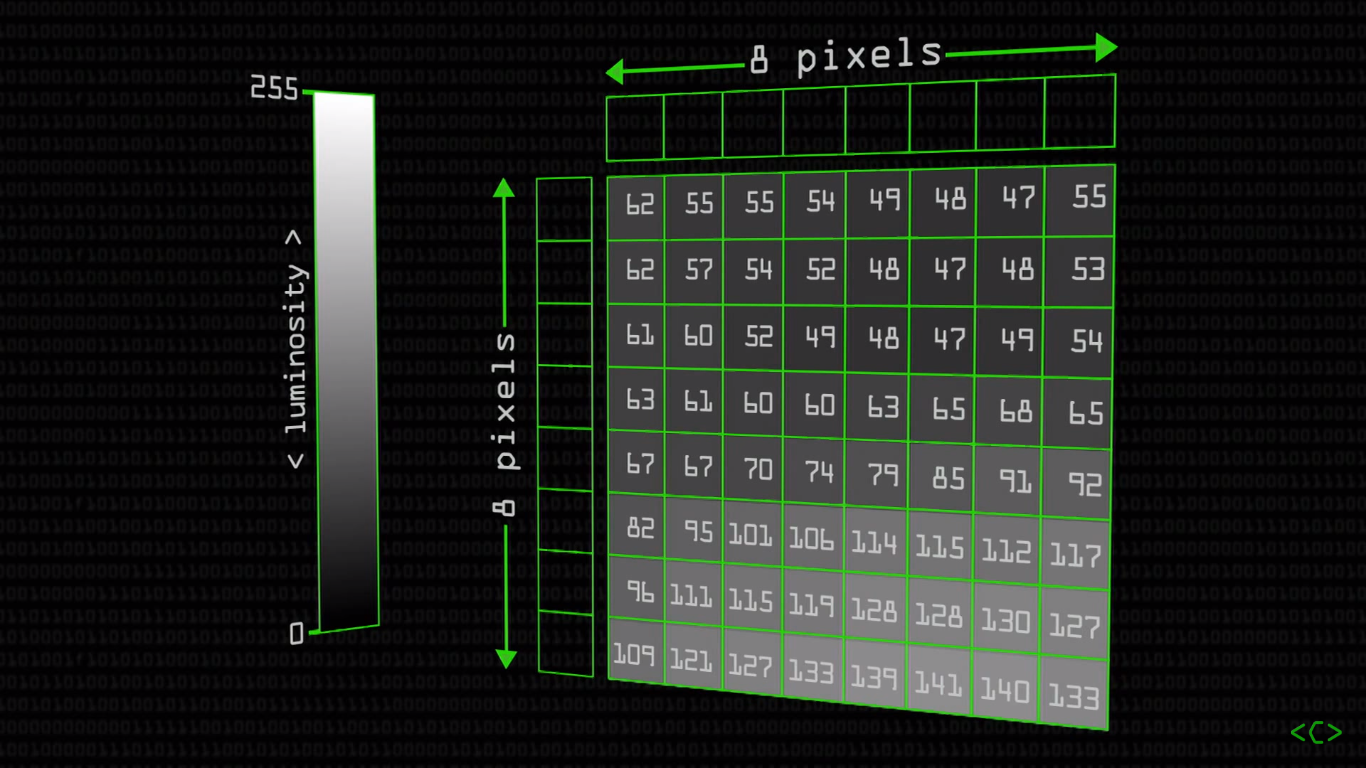 8 pixels
255
62 55 55 54 49 48 47 55
62 57 54 52 48 47 48 53
61 60 52 49 48 47 49 54
63 61 60 60 63 65 68 65
67 67 70 74 79 85 91 92
82 95 101 106 114 115 112 117
96 111 115 119 128 128 130 127
109 121 127 133 139 141 140 133
< luminosity >
8 pixels
0
<C>